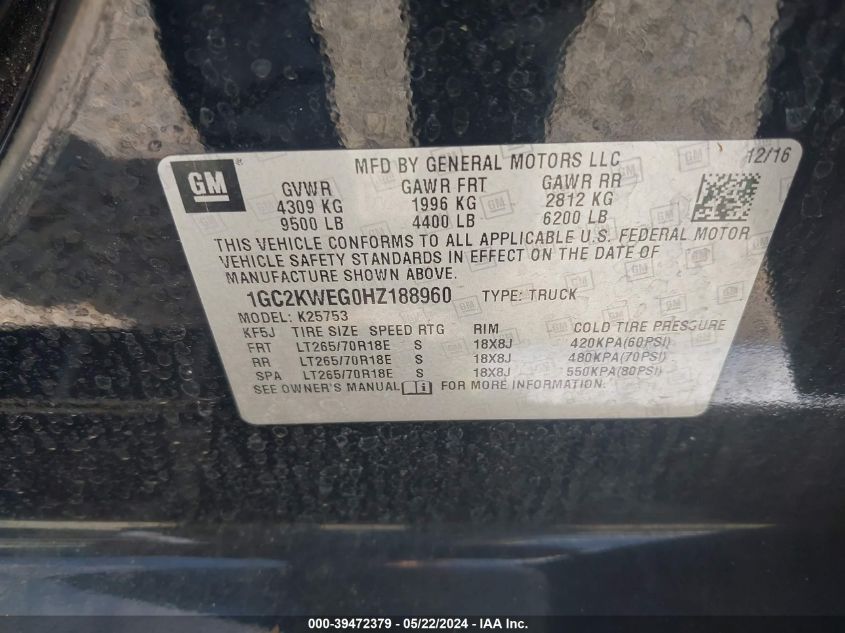 GM ®
MFD BY GENERAL MOTORS LLC 12/16
GVWR GAWR FRT GAWR RR
4309 KG 1996 KG 2812 KG
9500 LB 4400 LB 6200 LB
THIS VEHICLE CONFORMS TO ALL APPLICABLE U.S. FEDERAL MOTOR
VEHICLE SAFETY STANDARDS IN EFFECT ON THE DATE OF
MANUFACTURE SHOWN ABOVE.
1GC2KWEG0HZ188960 TYPE: TRUCK
MODEL: K25753
KF5J TIRE SIZE SPEED RTG RIM COLD TIRE PRESSURE
FRT LT265/70R18E S 18X8J 420KPA(60PSI)
RR LT265/70R18E S 18X8J 480KPA(70PSI)
SPA LT265/70R18E S 18X8J 550KPA(80PSI)
SEE OWNER'S MANUAL FOR MORE INFORMATION.
000-39472379 - 05/22/2024 - IAA Inc.